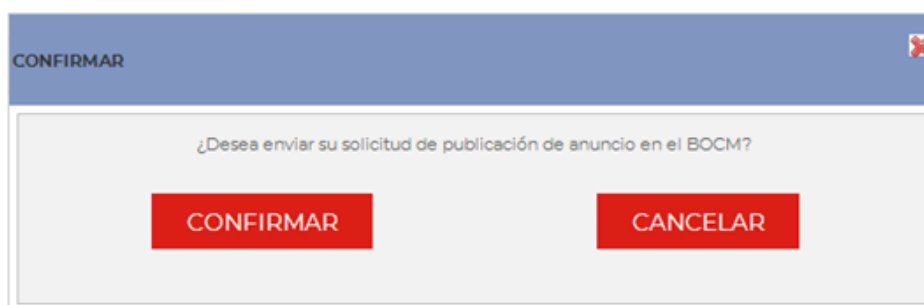 CONFIRMAR
¿Desea enviar su solicitud de publicación de anuncio en el BOCM?
CONFIRMAR CANCELAR